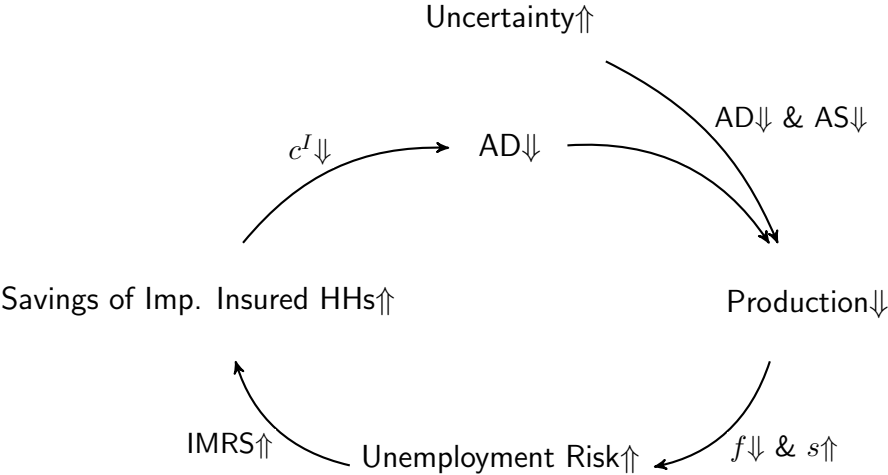 Uncertainty⇑
AD⇓ & AS⇓
c^I⇓
AD⇓
Savings of Imp. Insured HHs⇑
Production⇓
IMRS⇑
Unemployment Risk⇑
f⇓ & s⇑